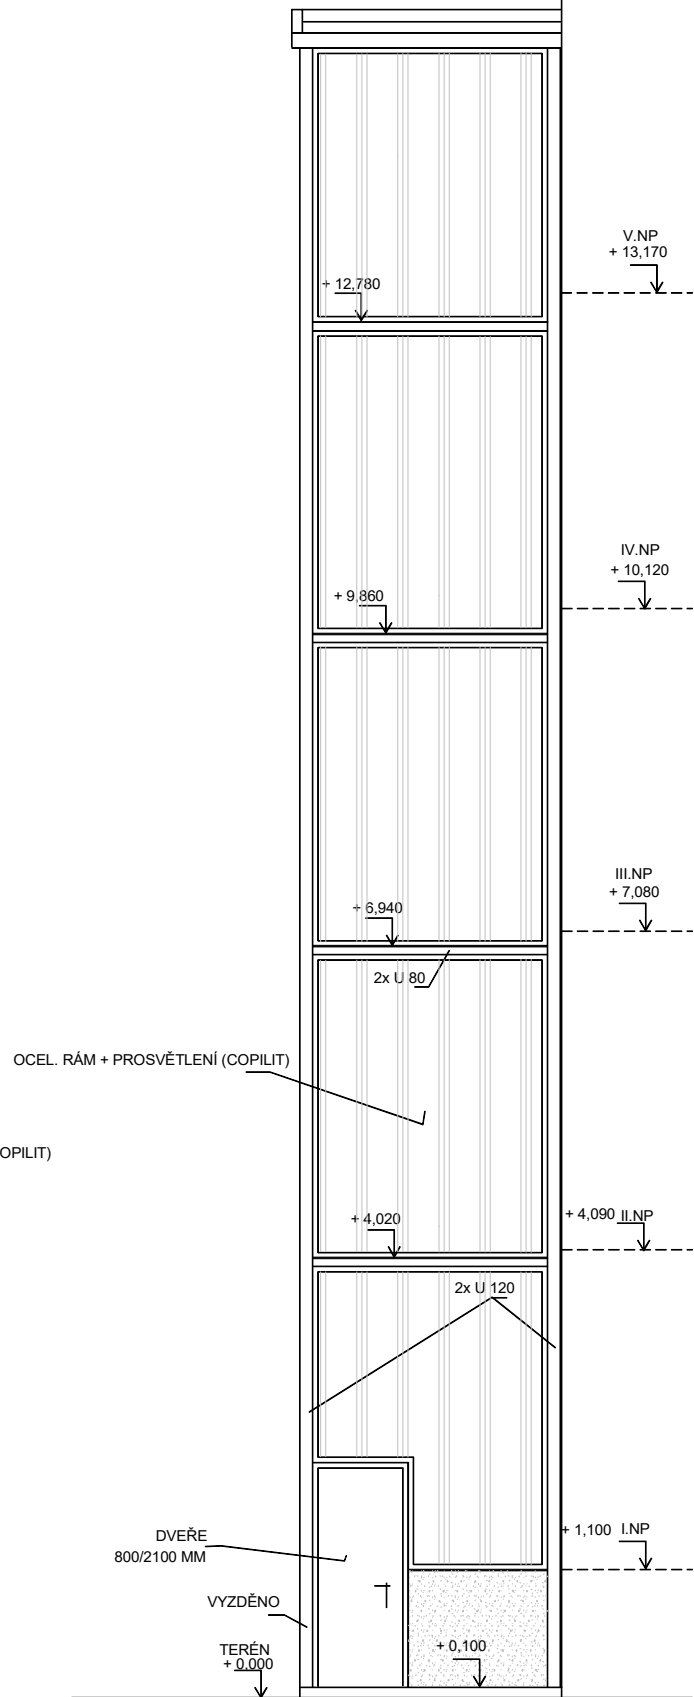 V.NP
+ 13,170
+ 12,780
IV.NP
+ 10,120
+ 9,860
III.NP
+ 7,080
+ 6,940
2x U 80
OCEL. RÁM + PROSVĚTLENÍ (COPILIT)
OPILIT)
+ 4,020
+ 4,090 II.NP
2x U 120
+ 1,100 I.NP
DVEŘE
800/2100 MM
VYZDĚNO
TERÉN
+ 0,000
+ 0,100